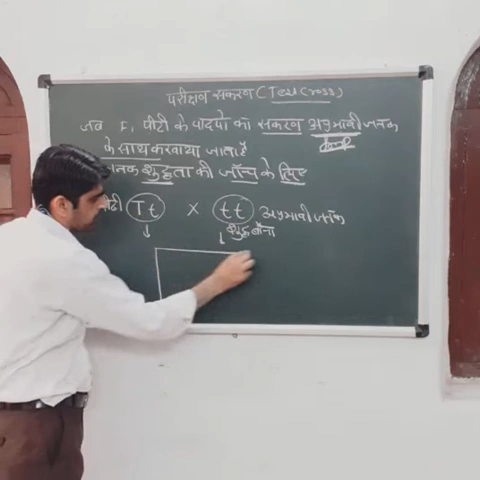 परीक्षण संकरण (Test Cross)
जब F₁ पीढी के पादपो का संकरण अप्रभावी जनक
के साथ करवाया जाता है
जनक शुद्धता की जाँच के लिए
पीढी Tt × tt अप्रभावी जनक
शुद्ध बौना